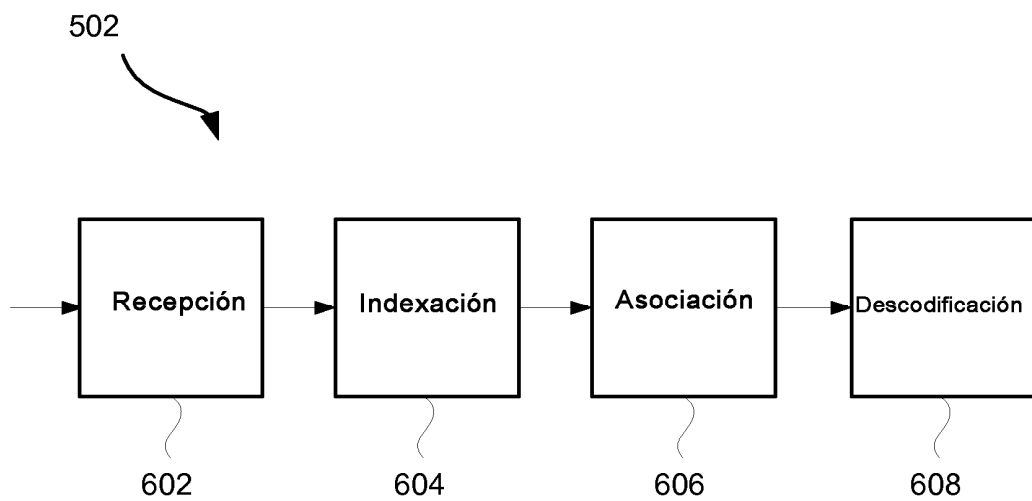 502
Recepción
Indexación
Asociación
Descodificación
602
604
606
608